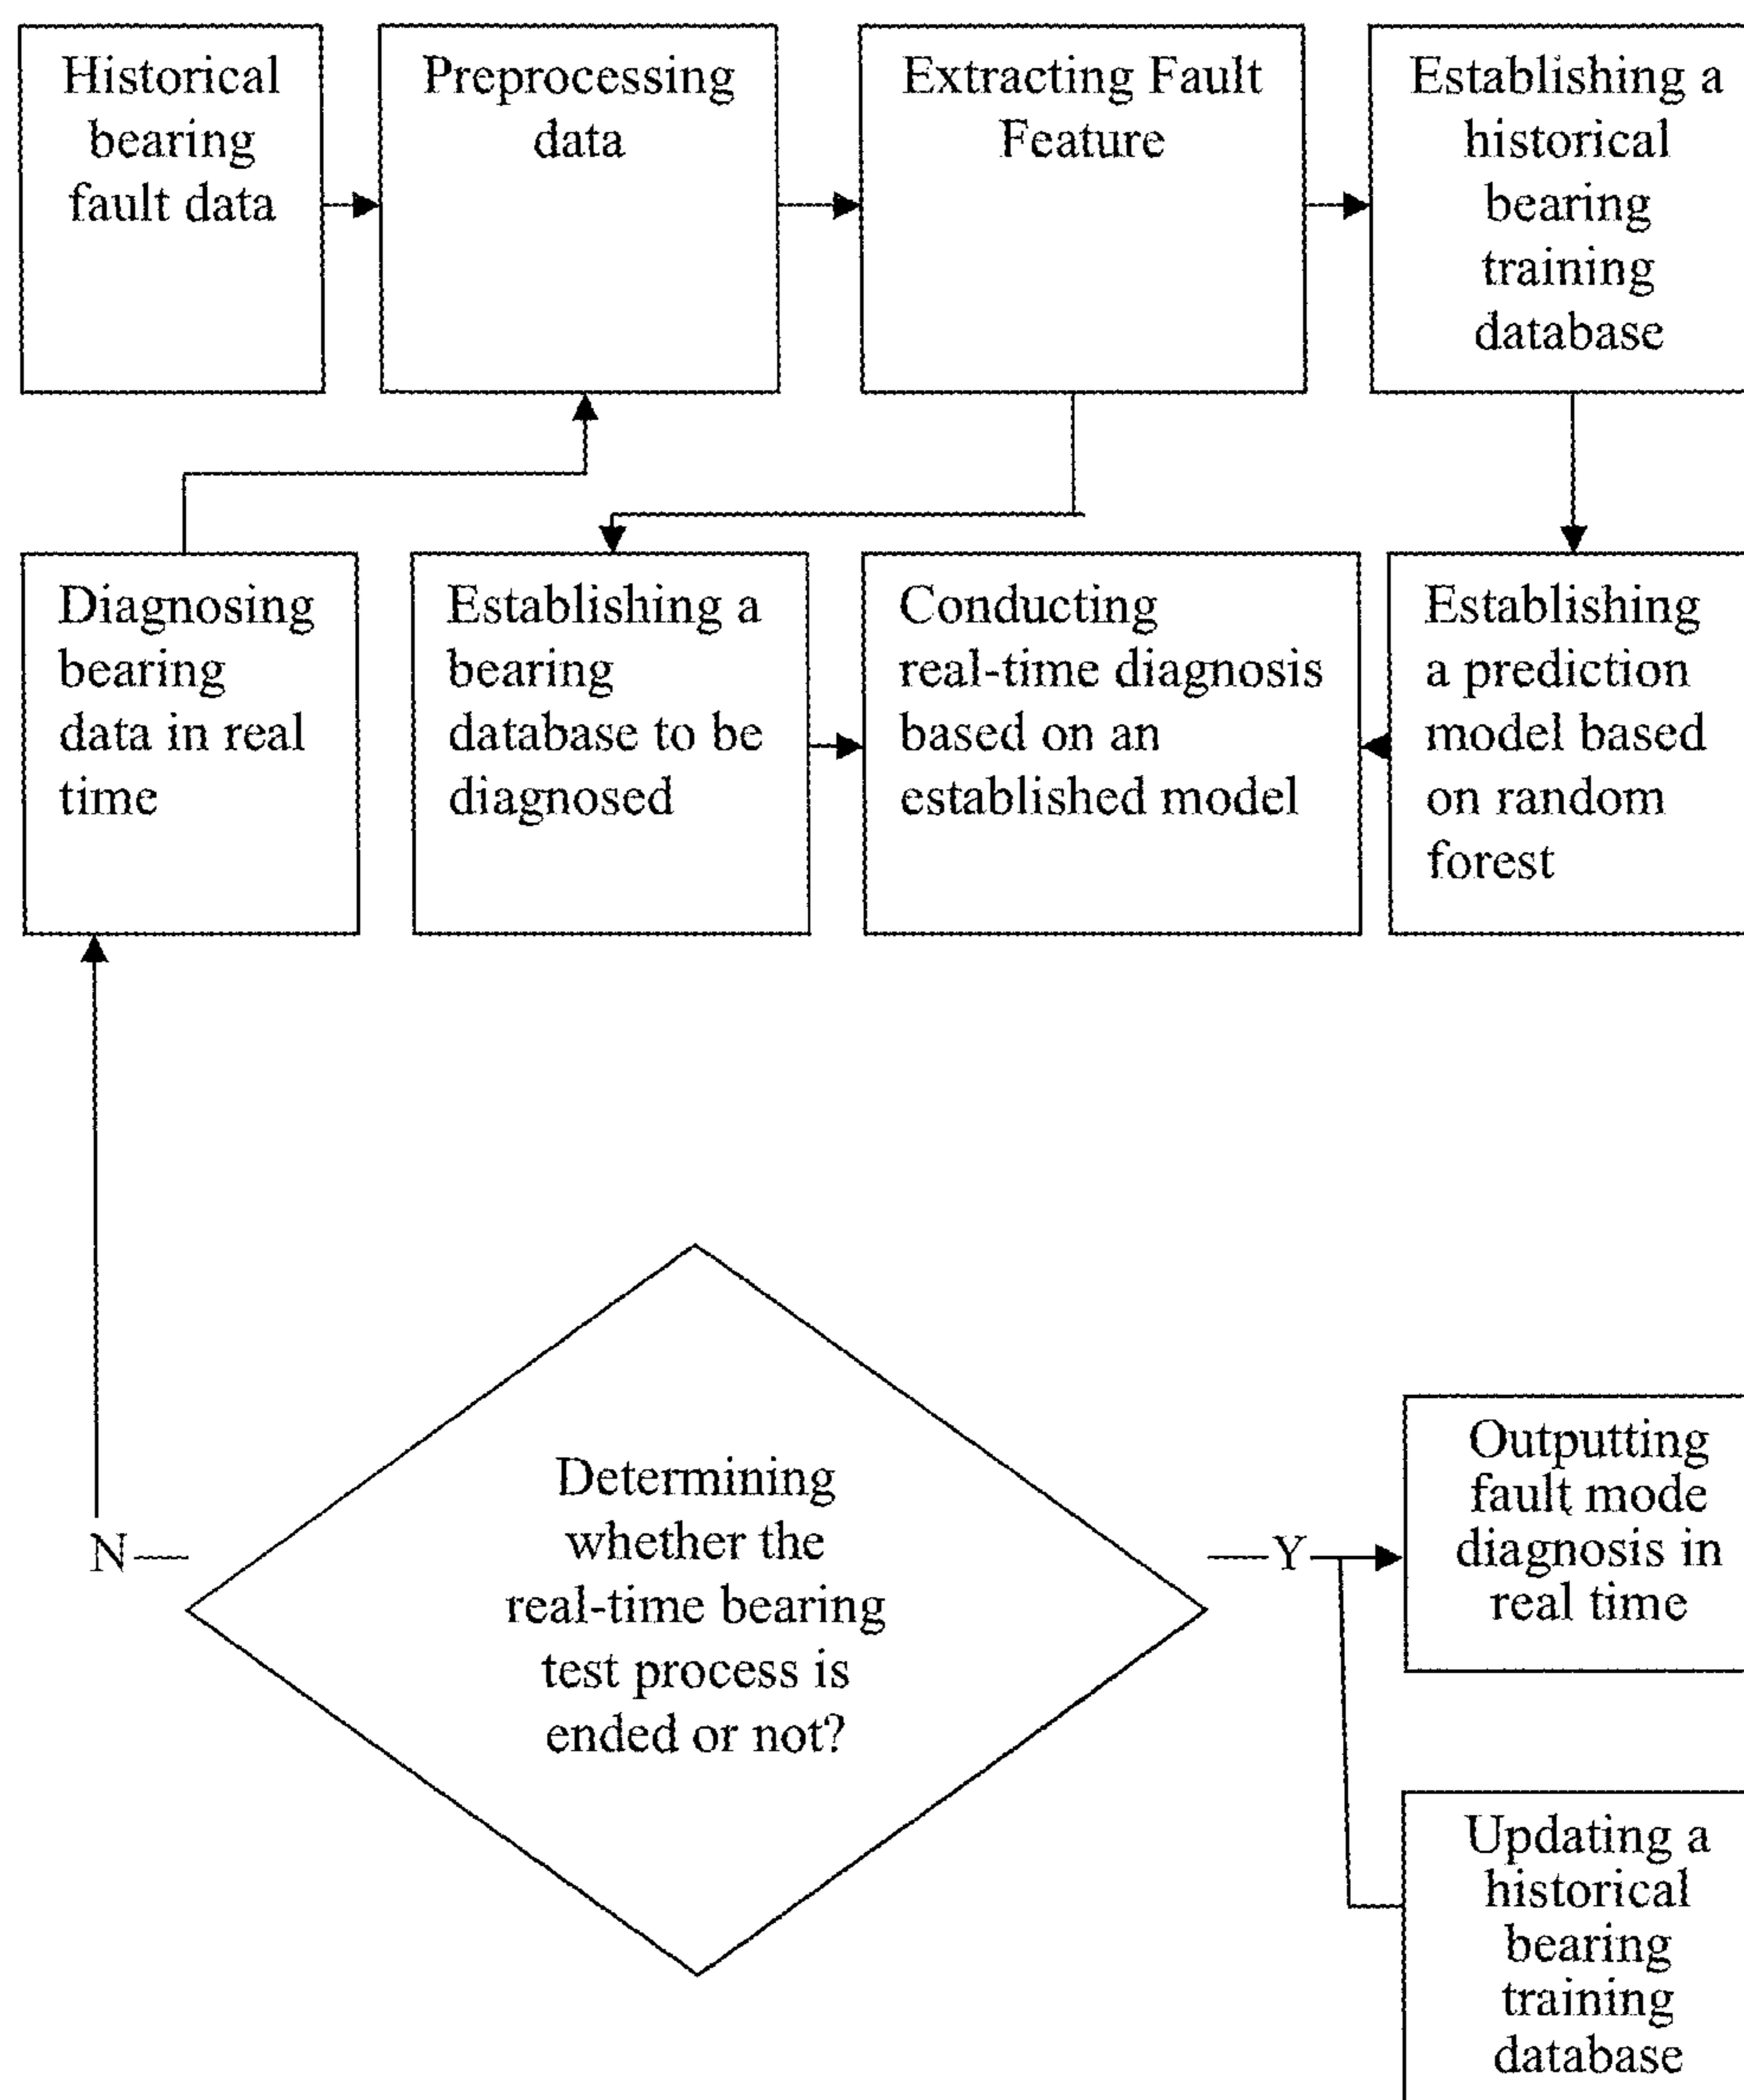 Historical
bearing
fault data
Preprocessing
data
Extracting Fault
Feature
Establishing a
historical
bearing
training
database
Diagnosing
bearing
data in real
time
Establishing a
bearing
database to be
diagnosed
Conducting
real-time diagnosis
based on an
established model
Establishing
a prediction
model based
on random
forest
Determining
whether the
real-time bearing
test process is
ended or not?
N
Y
Outputting
fault mode
diagnosis in
real time
Updating a
historical
bearing
training
database